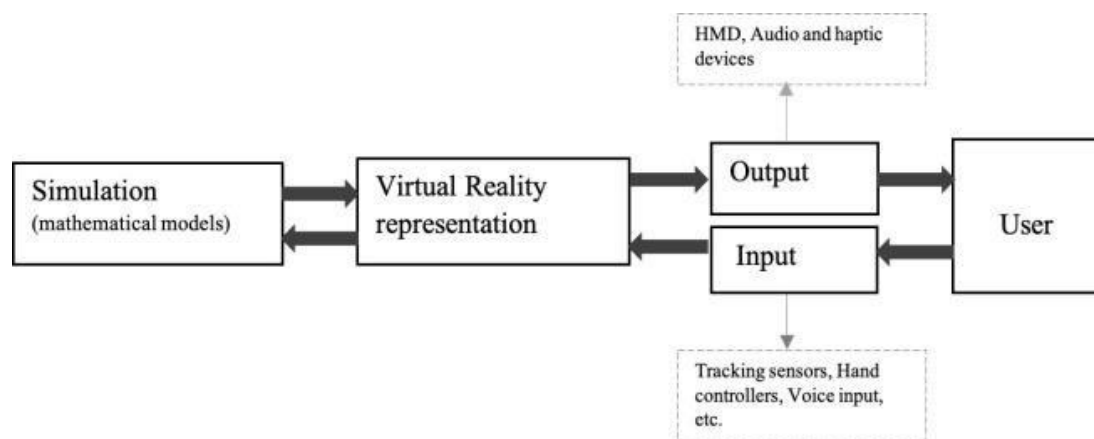 HMD, Audio and haptic
devices
Simulation
(mathematical models)
Virtual Reality
representation
Output
Input
User
Tracking sensors, Hand
controllers, Voice input,
etc.